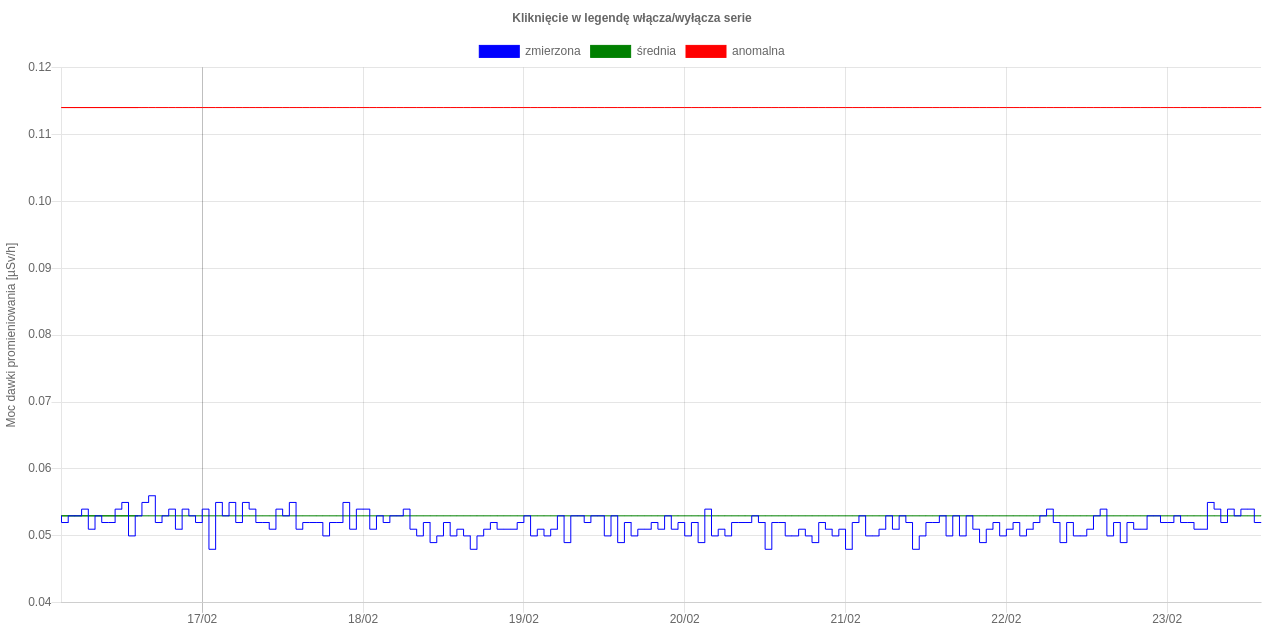 Kliknięcie w legendę włącza/wyłącza serie
zmierzona średnia anomalna
Moc dawki promieniowania [µSv/h]
0.12
0.11
0.10
0.09
0.08
0.07
0.06
0.05
0.04
17/02 18/02 19/02 20/02 21/02 22/02 23/02